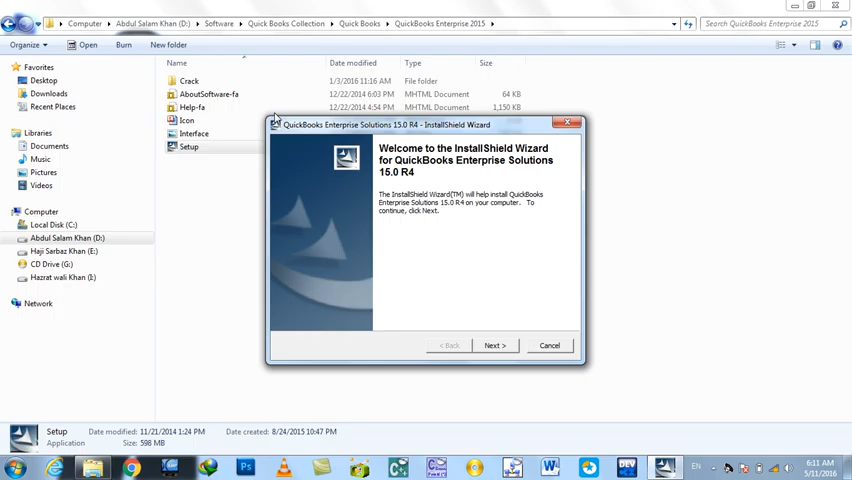 Computer ▸ Abdul Salam Khan (D:) ▸ Software ▸ Quick Books Collection ▸ Quick Books ▸ QuickBooks Enterprise 2015 ▸
Search QuickBooks Enterprise 2015
Organize Open Burn New folder
Name Date modified Type Size
Favorites
Desktop
Downloads
Recent Places
Libraries
Documents
Music
Pictures
Videos
Computer
Local Disk (C:)
Abdul Salam Khan (D:)
Haji Sarbaz Khan (E:)
CD Drive (G:)
Hazrat wali Khan (I:)
Network
Crack 1/3/2016 11:16 AM File folder
AboutSoftware-fa 12/22/2014 6:03 PM MHTML Document 64 KB
Help-fa 12/22/2014 4:54 PM MHTML Document 1,150 KB
Icon
Interface
Setup
QuickBooks Enterprise Solutions 15.0 R4 - InstallShield Wizard
Welcome to the InstallShield Wizard
for QuickBooks Enterprise Solutions
15.0 R4
The InstallShield Wizard(TM) will help install QuickBooks
Enterprise Solutions 15.0 R4 on your computer. To
continue, click Next.
< Back Next > Cancel
Setup Date modified: 11/21/2014 1:24 PM Date created: 8/24/2015 10:47 PM
Application Size: 598 MB
EN
6:11 AM
5/11/2016